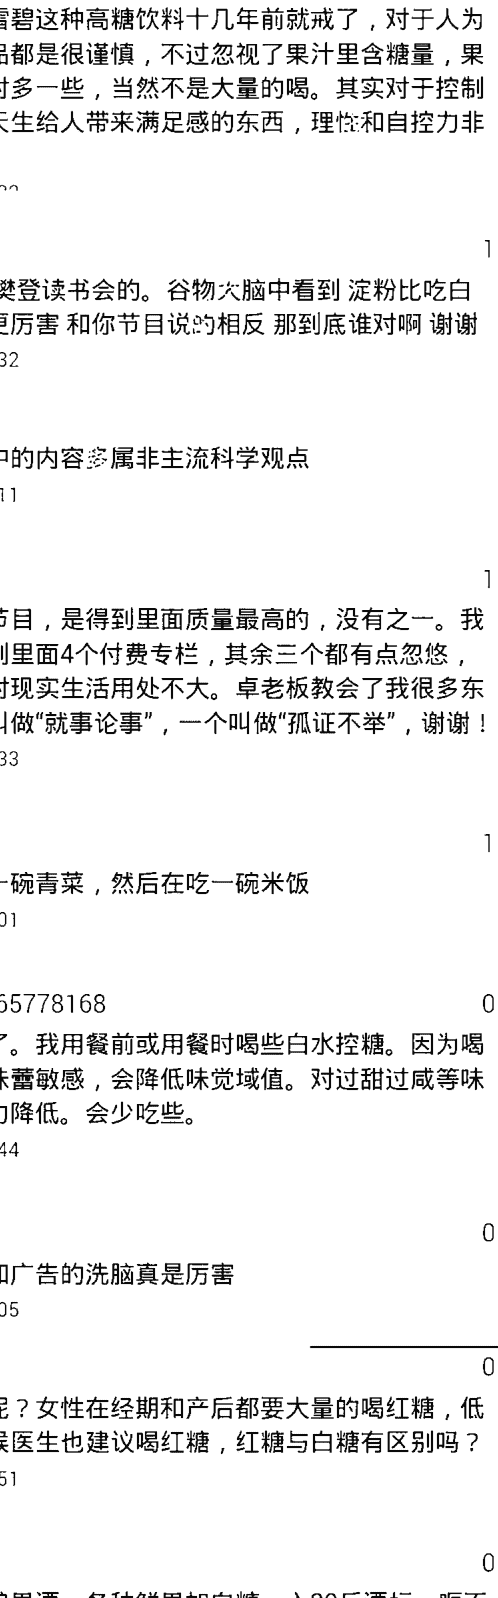 碧这种高糖饮料十几年前就戒了，对于人为
都是很谨慎，不过忽视了果汁里含糖量，果
多一些，当然不是大量的喝。其实对于控制
生给人带来满足感的东西，理性和自控力非
1
樊登读书会的。谷物大脑中看到 淀粉比吃白
厉害 和你节目说的相反 那到底谁对啊 谢谢
32
的内容多属非主流科学观点
11
1
节目，是得到里面质量最高的，没有之一。我
里面4个付费专栏，其余三个都有点忽悠，
现实生活用处不大。卓老板教会了我很多东
做“就事论事”，一个叫做“孤证不举”，谢谢！
33
1
一碗青菜，然后在吃一碗米饭
01
65778168
0
了。我用餐前或用餐时喝些白水控糖。因为喝
味蕾敏感，会降低味觉域值。对过甜过咸等味
降低。会少吃些。
44
0
广告的洗脑真是厉害
05
0
呢？女性在经期和产后都要大量的喝红糖，低
医生也建议喝红糖，红糖与白糖有区别吗？
51
0